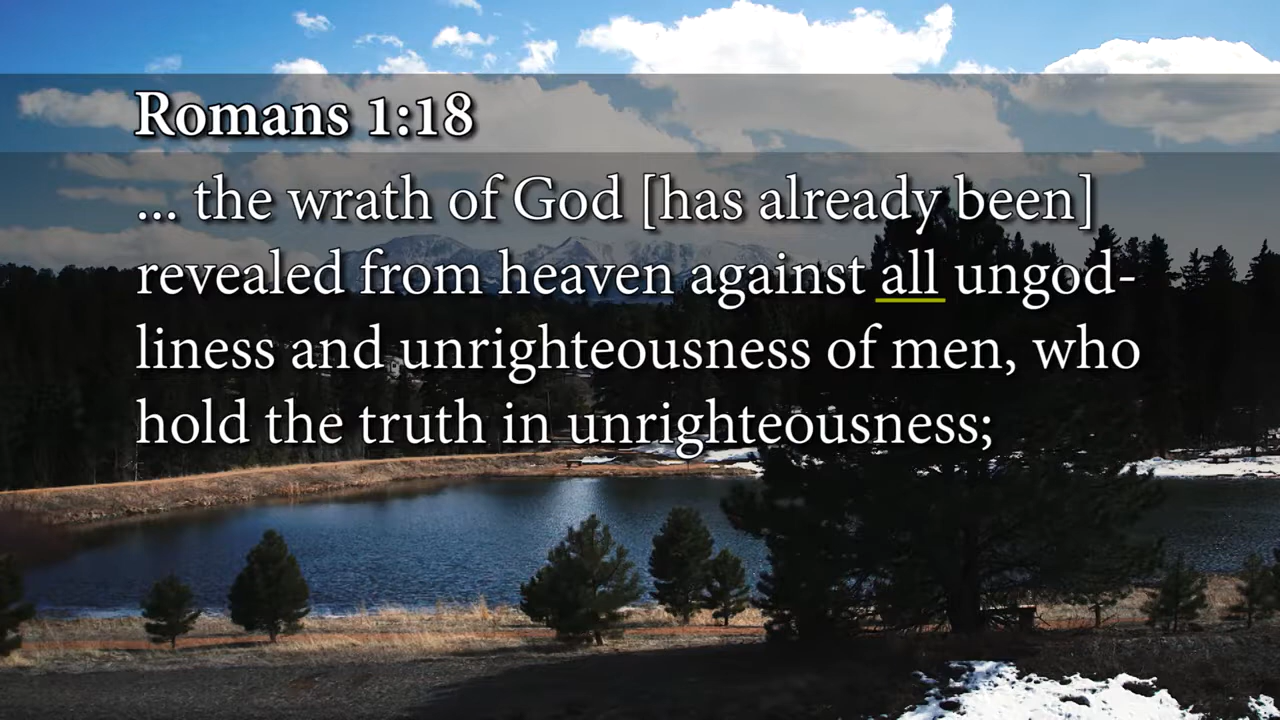 Romans 1:18
... the wrath of God [has already been]
revealed from heaven against all ungod-
liness and unrighteousness of men, who
hold the truth in unrighteousness;